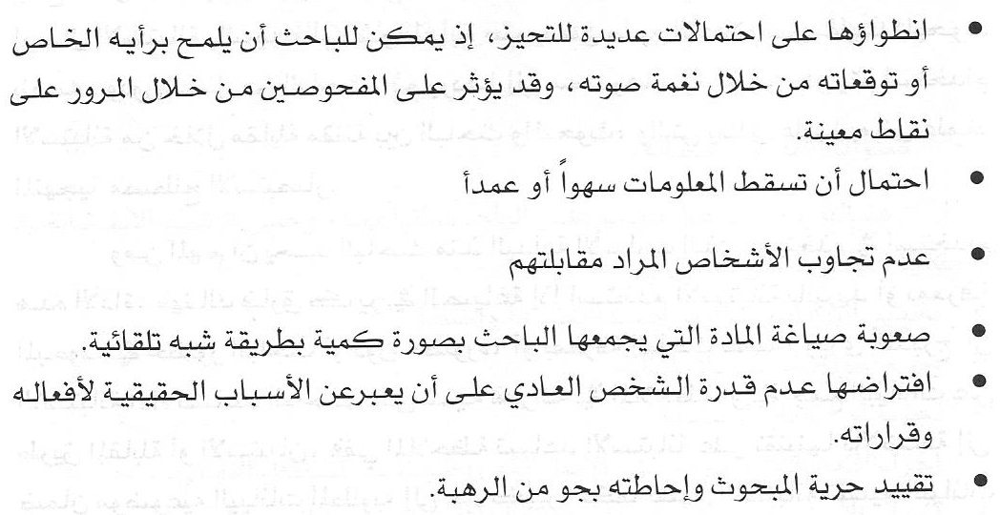 • انطواؤها على احتمالات عديدة للتحيز، إذ يمكن للباحث أن يلمح برأيه الخاص
أو توقعاته من خلال نغمة صوته، وقد يؤثر على المفحوصين من خلال المرور على
نقاط معينة.
• احتمال أن تسقط المعلومات سهواً أو عمدأ
• عدم تجاوب الأشخاص المراد مقابلتهم
• صعوبة صياغة المادة التي يجمعها الباحث بصورة كمية بطريقة شبه تلقائية.
• افتراضها عدم قدرة الشخص العادي على أن يعبرعن الأسباب الحقيقية لأفعاله
وقراراته.
• تقييد حرية المبحوث وإحاطته بجو من الرهبة.